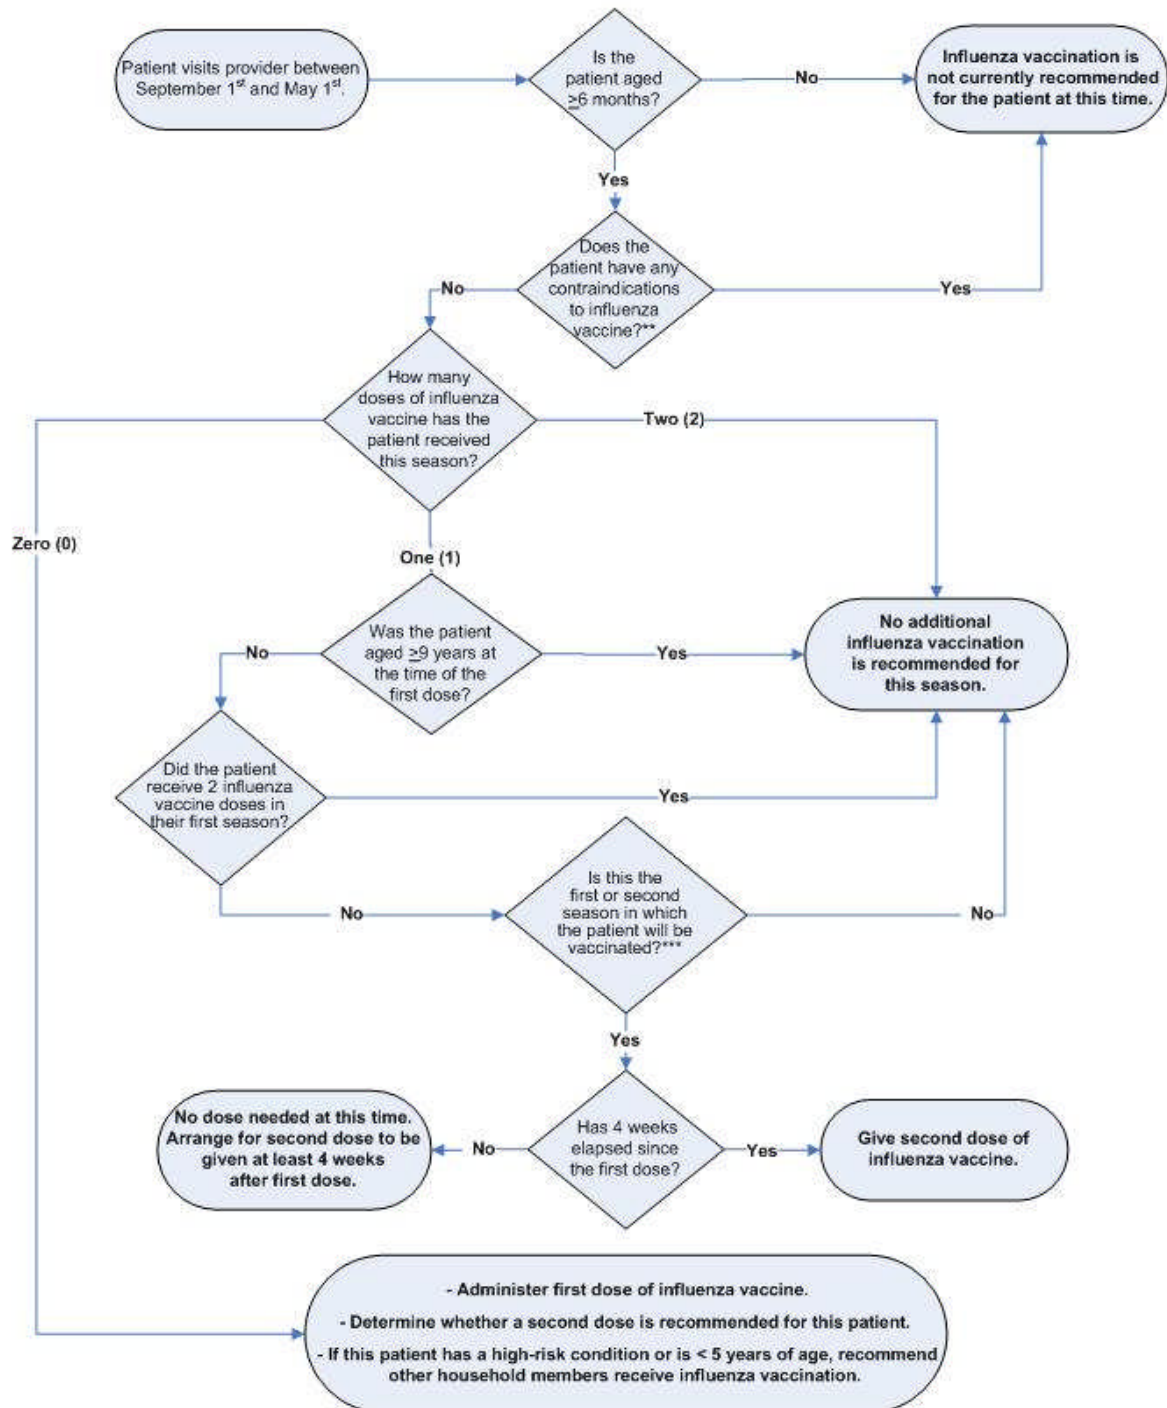 Patient visits provider between
September 1st and May 1st.
Is the
patient aged
≥6 months?
No
Influenza vaccination is
not currently recommended
for the patient at this time.
Yes
Does the
patient have any
contraindications
to influenza
vaccine?**
No
Yes
How many
doses of influenza
vaccine has the
patient received
this season?
Two (2)
Zero (0)
One (1)
Was the patient
aged ≥9 years at
the time of the
first dose?
No
Yes
No additional
influenza vaccination
is recommended for
this season.
Did the patient
receive 2 influenza
vaccine doses in
their first season?
Yes
No
Is this the
first or second
season in which
the patient will be
vaccinated?***
No
Yes
No dose needed at this time.
Arrange for second dose to be
given at least 4 weeks
after first dose.
No
Has 4 weeks
elapsed since
the first dose?
Yes
Give second dose of
influenza vaccine.
- Administer first dose of influenza vaccine.
- Determine whether a second dose is recommended for this patient.
- If this patient has a high-risk condition or is < 5 years of age, recommend
other household members receive influenza vaccination.